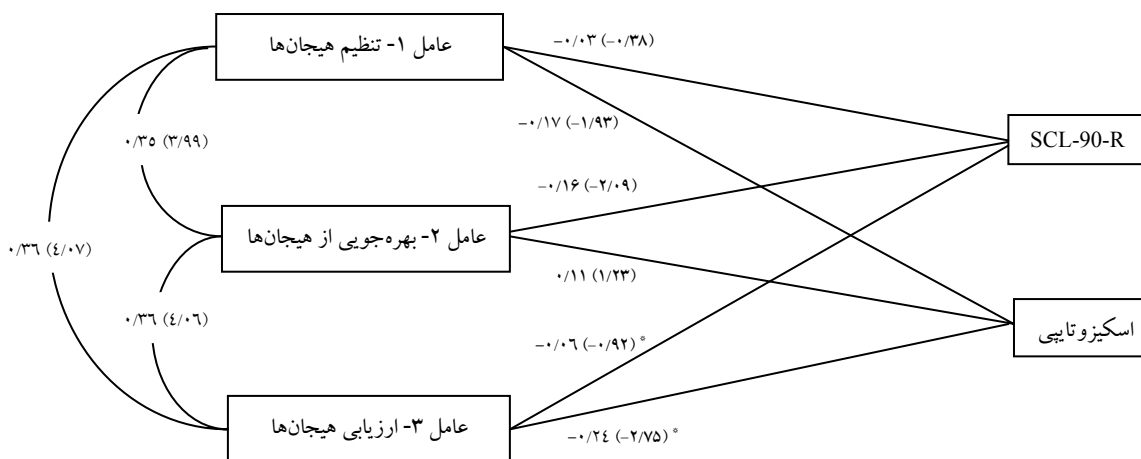 عامل ۱- تنظیم هیجان‌ها
-۰/۰۳ (-۰/۳۸)
-۰/۱۷ (-۱/۹۳)
SCL-90-R
۰/۳۵ (۳/۹۹)
-۰/۱۶ (-۲/۰۹)
عامل ۲- بهره‌جویی از هیجان‌ها
۰/۳٦ (٤/۰۷)
۰/۱۱ (۱/۲۳)
۰/۳٦ (٤/۰٦)
اسکیزوتایپی
-۰/۰٦ (-۰/۹۲) *
عامل ۳- ارزیابی هیجان‌ها
-۰/۲٤ (-۲/۷۵) *